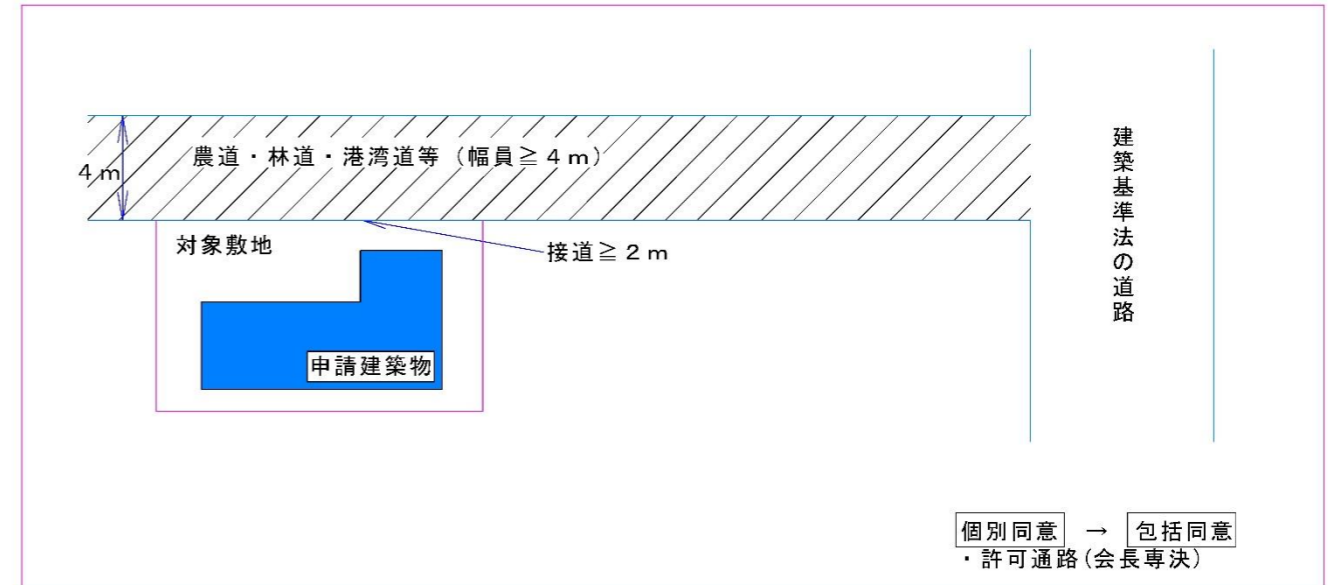 農道・林道・港湾道等（幅員≧４ｍ）
４ｍ
対象敷地
接道≧２ｍ
申請建築物
建築基準法の道路
個別同意 → 包括同意
・許可通路(会長専決)